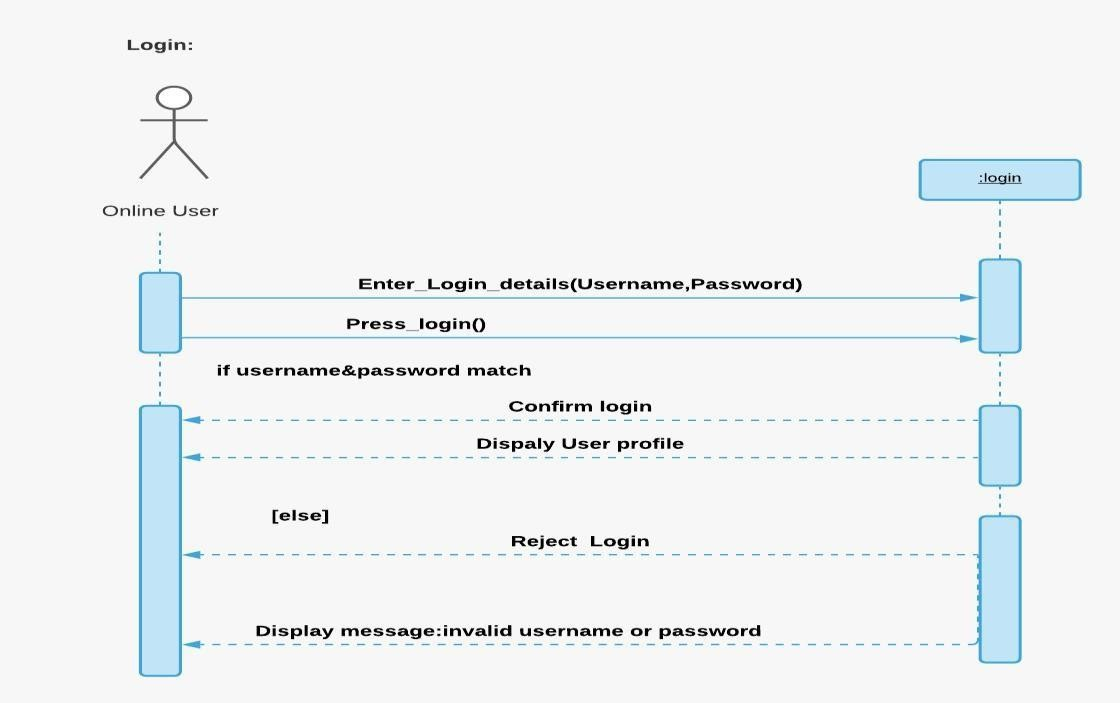 Login:
Online User
:login
Enter_Login_details(Username,Password)
Press_login()
if username&password match
Confirm login
Dispaly User profile
[else]
Reject  Login
Display message:invalid username or password